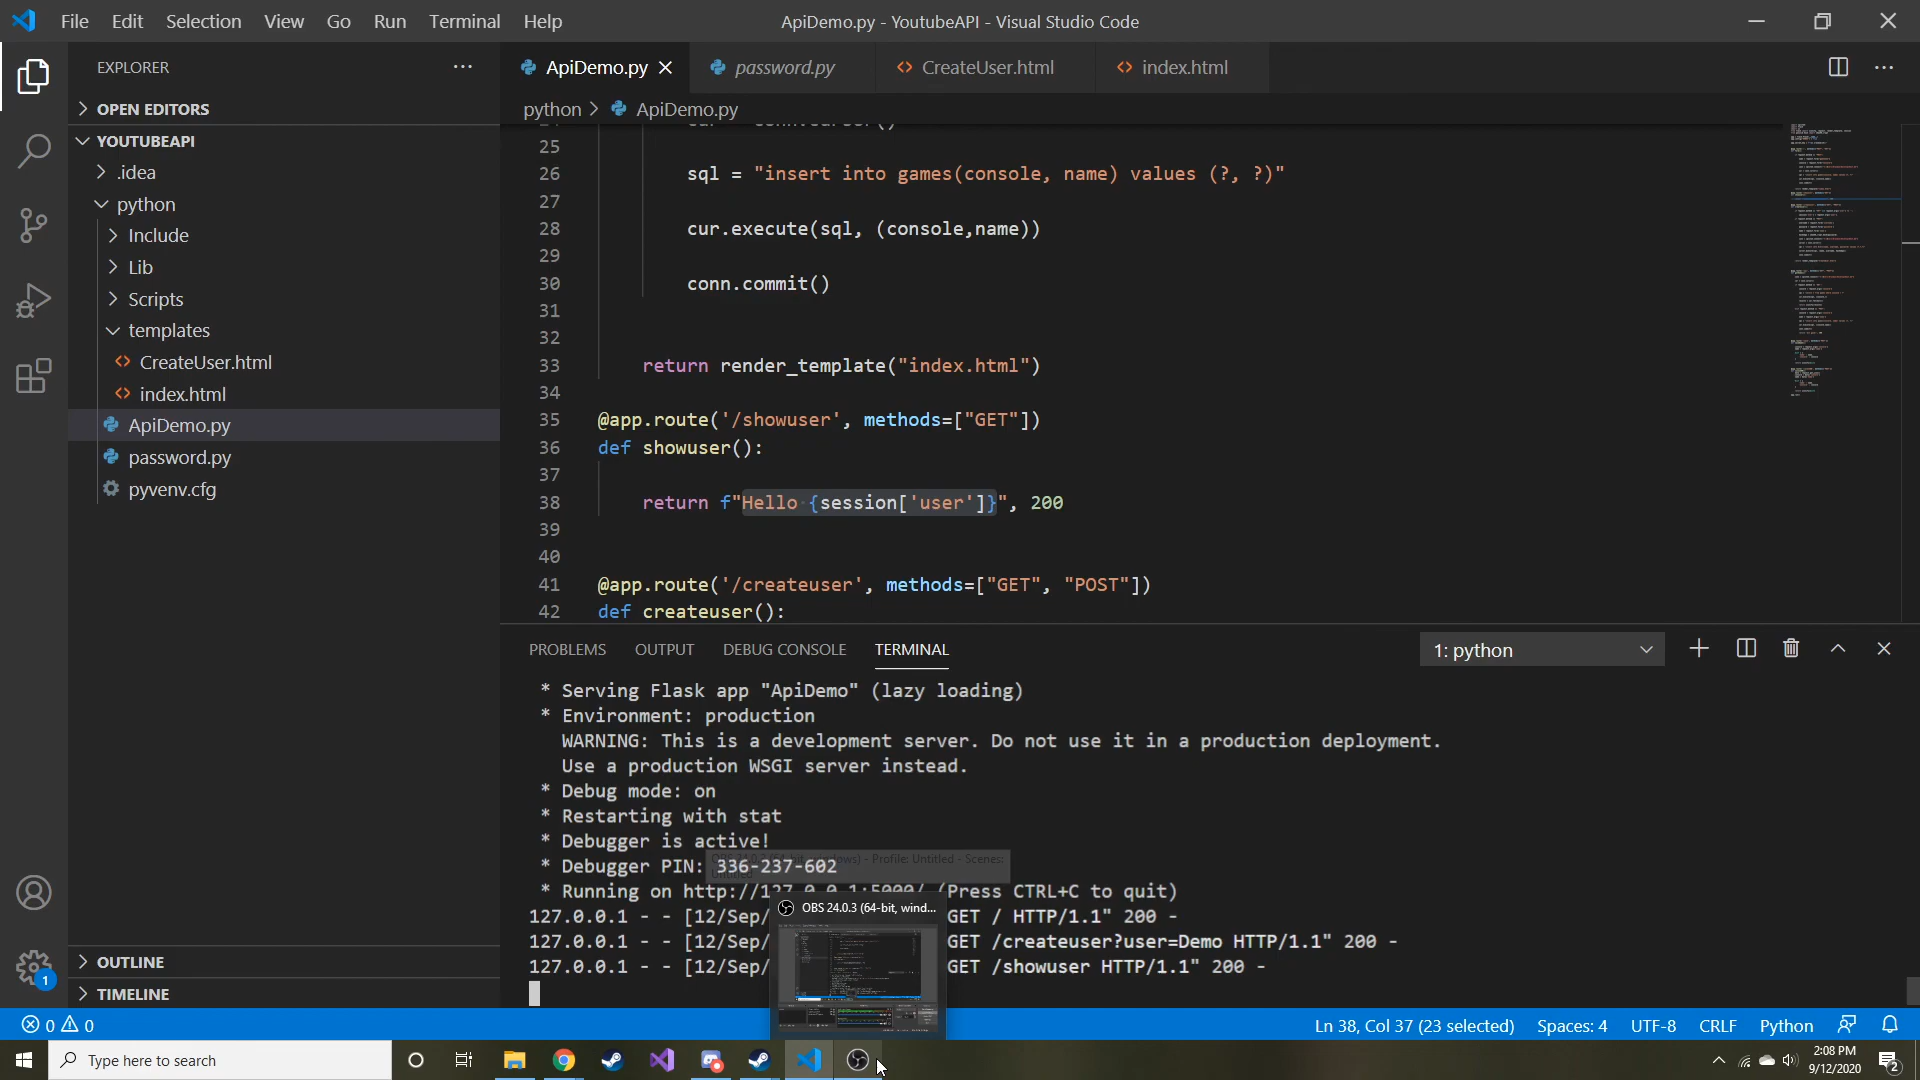 File Edit Selection View Go Run Terminal Help
ApiDemo.py - YoutubeAPI - Visual Studio Code
EXPLORER
OPEN EDITORS
YOUTUBEAPI
.idea
python
Include
Lib
Scripts
templates
CreateUser.html
index.html
ApiDemo.py
password.py
pyvenv.cfg
OUTLINE
TIMELINE
ApiDemo.py password.py CreateUser.html index.html
python > ApiDemo.py
25
26 sql = "insert into games(console, name) values (?, ?)"
27
28 cur.execute(sql, (console,name))
29
30 conn.commit()
31
32
33 return render_template("index.html")
34
35 @app.route('/showuser', methods=["GET"])
36 def showuser():
37
38 return f"Hello {session['user']}", 200
39
40
41 @app.route('/createuser', methods=["GET", "POST"])
42 def createuser():
PROBLEMS OUTPUT DEBUG CONSOLE TERMINAL 1: python
* Serving Flask app "ApiDemo" (lazy loading)
* Environment: production
WARNING: This is a development server. Do not use it in a production deployment.
Use a production WSGI server instead.
* Debug mode: on
* Restarting with stat
* Debugger is active!
* Debugger PIN: 336-237-602
* Running on http://127.0.0.1:5000/ (Press CTRL+C to quit)
127.0.0.1 - - [12/Sep/ GET / HTTP/1.1" 200 -
127.0.0.1 - - [12/Sep/ GET /createuser?user=Demo HTTP/1.1" 200 -
127.0.0.1 - - [12/Sep/ GET /showuser HTTP/1.1" 200 -
OBS 24.0.3 (64-bit, wind...
1
0 0 Ln 38, Col 37 (23 selected) Spaces: 4 UTF-8 CRLF Python
Type here to search
2:08 PM
9/12/2020
2